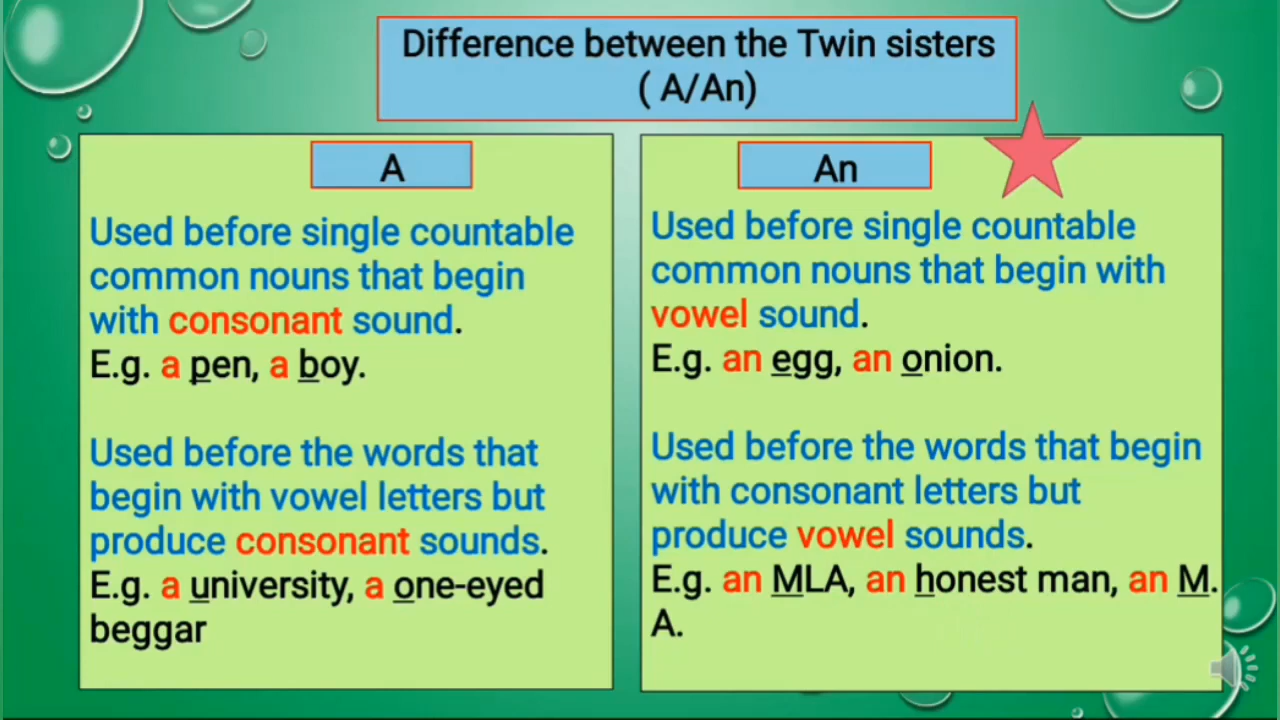 Difference between the Twin sisters
( A/An)
A
Used before single countable
common nouns that begin
with consonant sound.
E.g. a pen, a boy.
Used before the words that
begin with vowel letters but
produce consonant sounds.
E.g. a university, a one-eyed
beggar
An
Used before single countable
common nouns that begin with
vowel sound.
E.g. an egg, an onion.
Used before the words that begin
with consonant letters but
produce vowel sounds.
E.g. an MLA, an honest man, an M.
A.